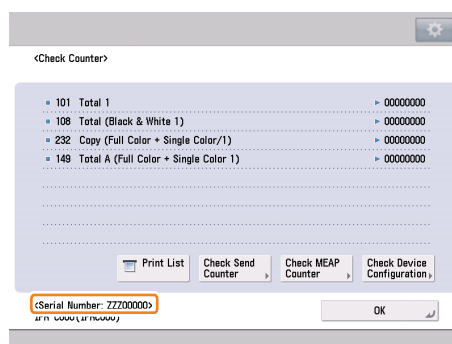 <Check Counter>
101 Total 1 00000000
108 Total (Black & White 1) 00000000
232 Copy (Full Color + Single Color/1) 00000000
149 Total A (Full Color + Single Color 1) 00000000
Print List
Check Send Counter
Check MEAP Counter
Check Device Configuration
<Serial Number: ZZZ00000>
OK